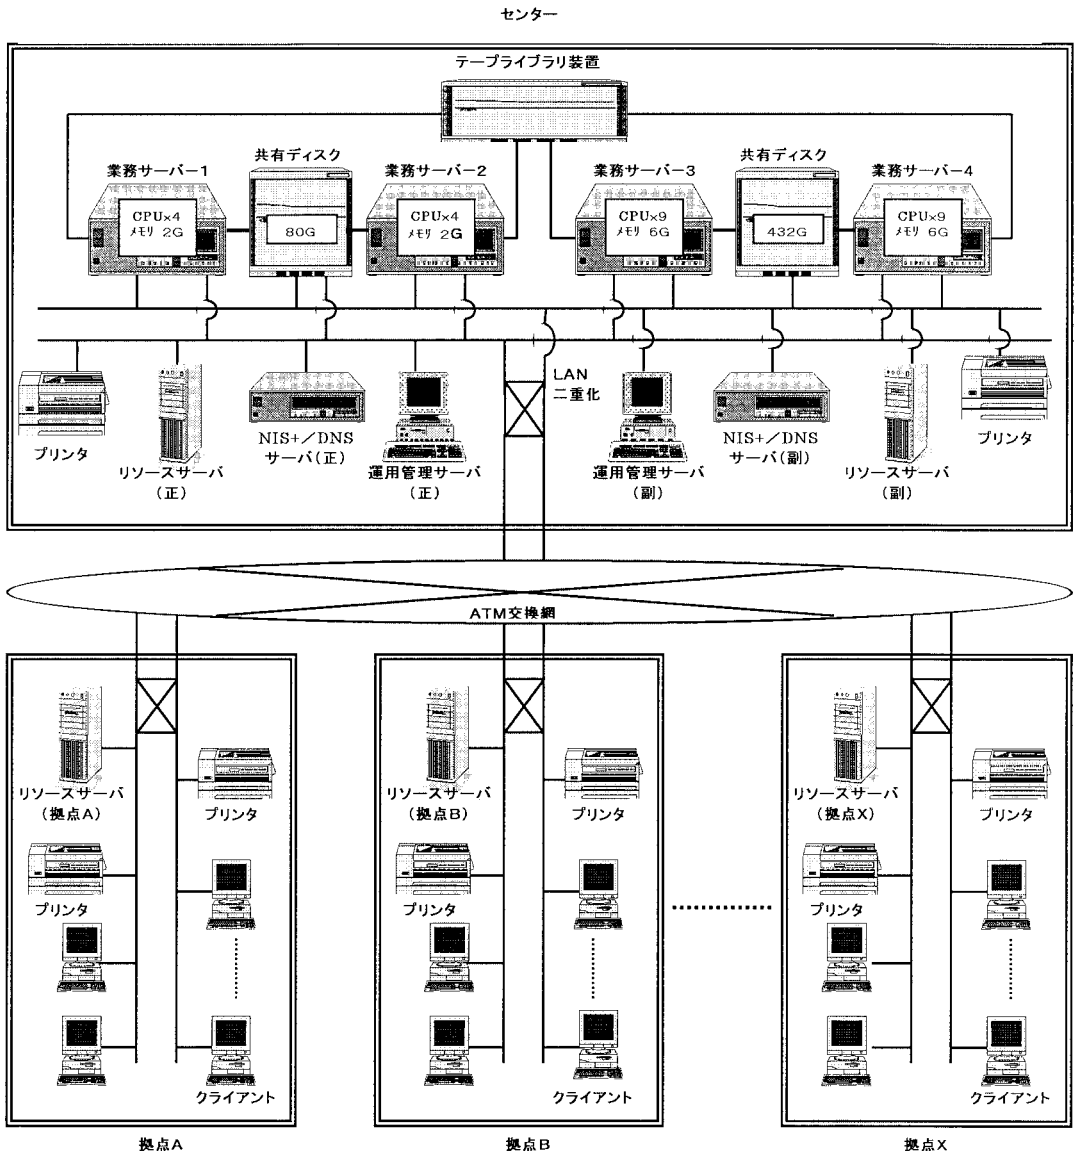 センター
テープライブラリ装置
業務サーバー1
共有ディスク
業務サーバー2
業務サーバー3
共有ディスク
業務サーバー4
CPU×4
メモリ 2G
80G
CPU×4
メモリ 2G
CPU×9
メモリ 6G
432G
CPU×9
メモリ 6G
LAN
二重化
プリンタ
リソースサーバ
(正)
NIS+/DNS
サーバ(正)
運用管理サーバ
(正)
運用管理サーバ
(副)
NIS+/DNS
サーバ(副)
リソースサーバ
(副)
プリンタ
ATM交換網
リソースサーバ
(拠点A)
プリンタ
プリンタ
クライアント
拠点A
リソースサーバ
(拠点B)
プリンタ
プリンタ
クライアント
拠点B
リソースサーバ
(拠点X)
プリンタ
プリンタ
クライアント
拠点X